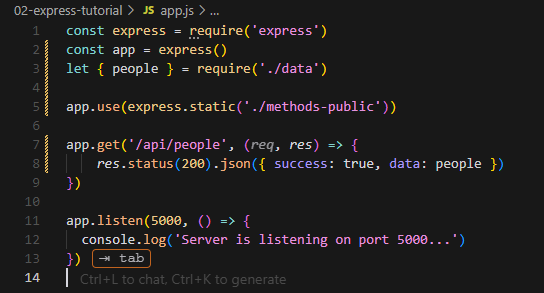 02-express-tutorial > JS app.js > ...
1 const express = require('express')
2 const app = express()
3 let { people } = require('./data')
4
5 app.use(express.static('./methods-public'))
6
7 app.get('/api/people', (req, res) => {
8 res.status(200).json({ success: true, data: people })
9 })
10
11 app.listen(5000, () => {
12 console.log('Server is listening on port 5000...')
13 }) ⇥ tab
14 Ctrl+L to chat, Ctrl+K to generate